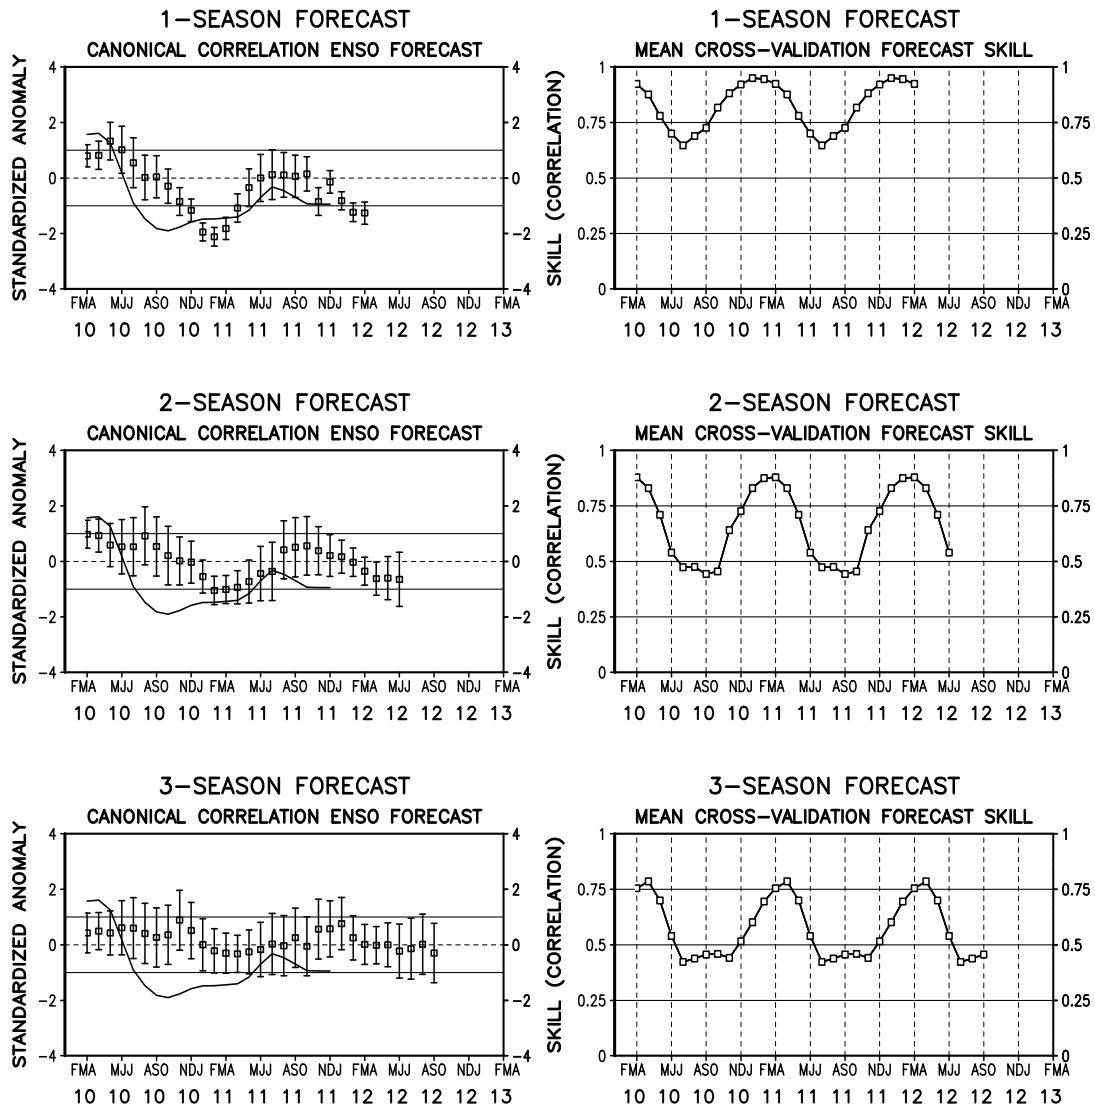 1-SEASON FORECAST
CANONICAL CORRELATION ENSO FORECAST
STANDARDIZED ANOMALY
4 4
2 2
0 0
-2 -2
-4 -4
FMA MJJ ASO NDJ FMA MJJ ASO NDJ FMA MJJ ASO NDJ FMA
10 10 10 10 11 11 11 11 12 12 12 12 13
1-SEASON FORECAST
MEAN CROSS-VALIDATION FORECAST SKILL
SKILL (CORRELATION)
1 1
0.75 0.75
0.5 0.5
0.25 0.25
0 0
FMA MJJ ASO NDJ FMA MJJ ASO NDJ FMA MJJ ASO NDJ FMA
10 10 10 10 11 11 11 11 12 12 12 12 13
2-SEASON FORECAST
CANONICAL CORRELATION ENSO FORECAST
STANDARDIZED ANOMALY
4 4
2 2
0 0
-2 -2
-4 -4
FMA MJJ ASO NDJ FMA MJJ ASO NDJ FMA MJJ ASO NDJ FMA
10 10 10 10 11 11 11 11 12 12 12 12 13
2-SEASON FORECAST
MEAN CROSS-VALIDATION FORECAST SKILL
SKILL (CORRELATION)
1 1
0.75 0.75
0.5 0.5
0.25 0.25
0 0
FMA MJJ ASO NDJ FMA MJJ ASO NDJ FMA MJJ ASO NDJ FMA
10 10 10 10 11 11 11 11 12 12 12 12 13
3-SEASON FORECAST
CANONICAL CORRELATION ENSO FORECAST
STANDARDIZED ANOMALY
4 4
2 2
0 0
-2 -2
-4 -4
FMA MJJ ASO NDJ FMA MJJ ASO NDJ FMA MJJ ASO NDJ FMA
10 10 10 10 11 11 11 11 12 12 12 12 13
3-SEASON FORECAST
MEAN CROSS-VALIDATION FORECAST SKILL
SKILL (CORRELATION)
1 1
0.75 0.75
0.5 0.5
0.25 0.25
0 0
FMA MJJ ASO NDJ FMA MJJ ASO NDJ FMA MJJ ASO NDJ FMA
10 10 10 10 11 11 11 11 12 12 12 12 13